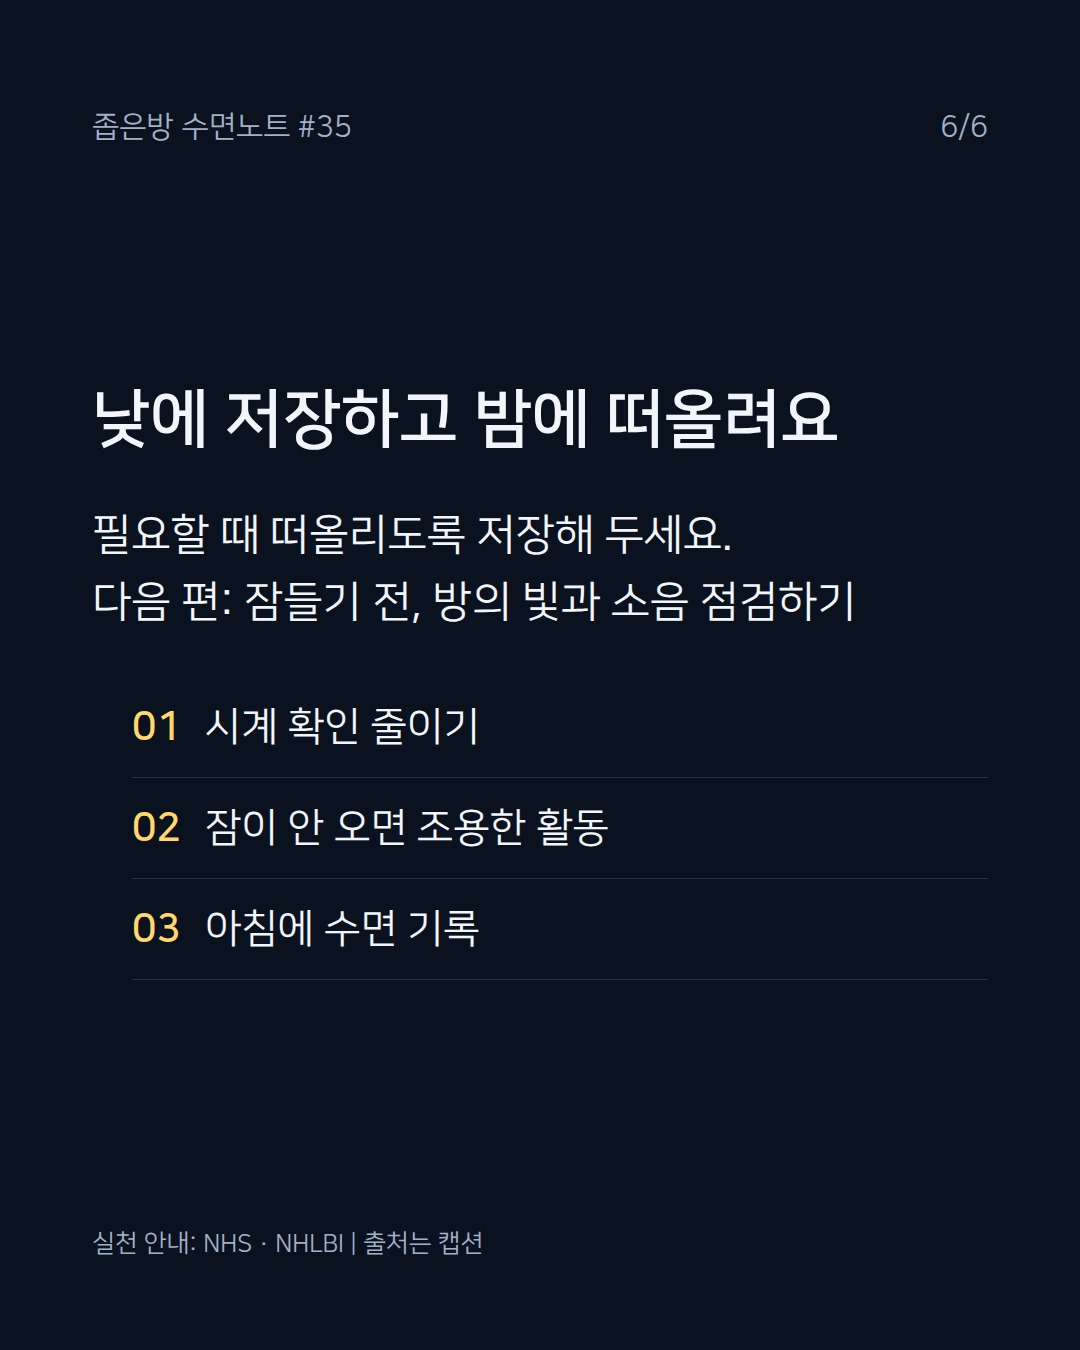 좁은방 수면노트 #35
6/6
낮에 저장하고 밤에 떠올려요
필요할 때 떠올리도록 저장해 두세요.
다음 편: 잠들기 전, 방의 빛과 소음 점검하기
01 시계 확인 줄이기
02 잠이 안 오면 조용한 활동
03 아침에 수면 기록
실천 안내: NHS · NHLBI | 출처는 캡션